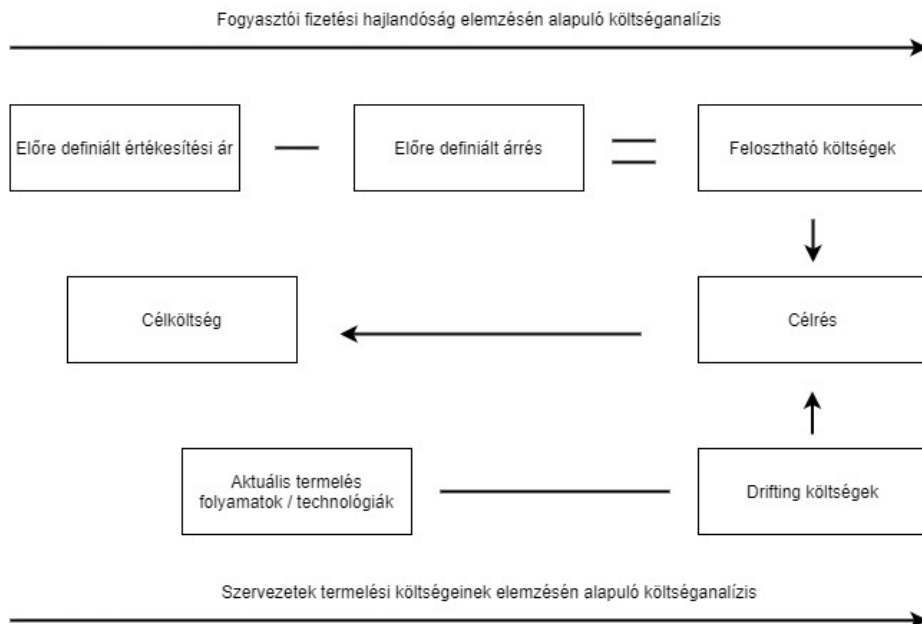 Fogyasztói fizetési hajlandóság elemzésén alapuló költséganalízis
Előre definiált értékesítési ár
Előre definiált árrés
Felosztható költségek
Célköltség
Célrés
Aktuális termelés
folyamatok / technológiák
Drifting költségek
Szervezetek termelési költségeinek elemzésén alapuló költséganalízis